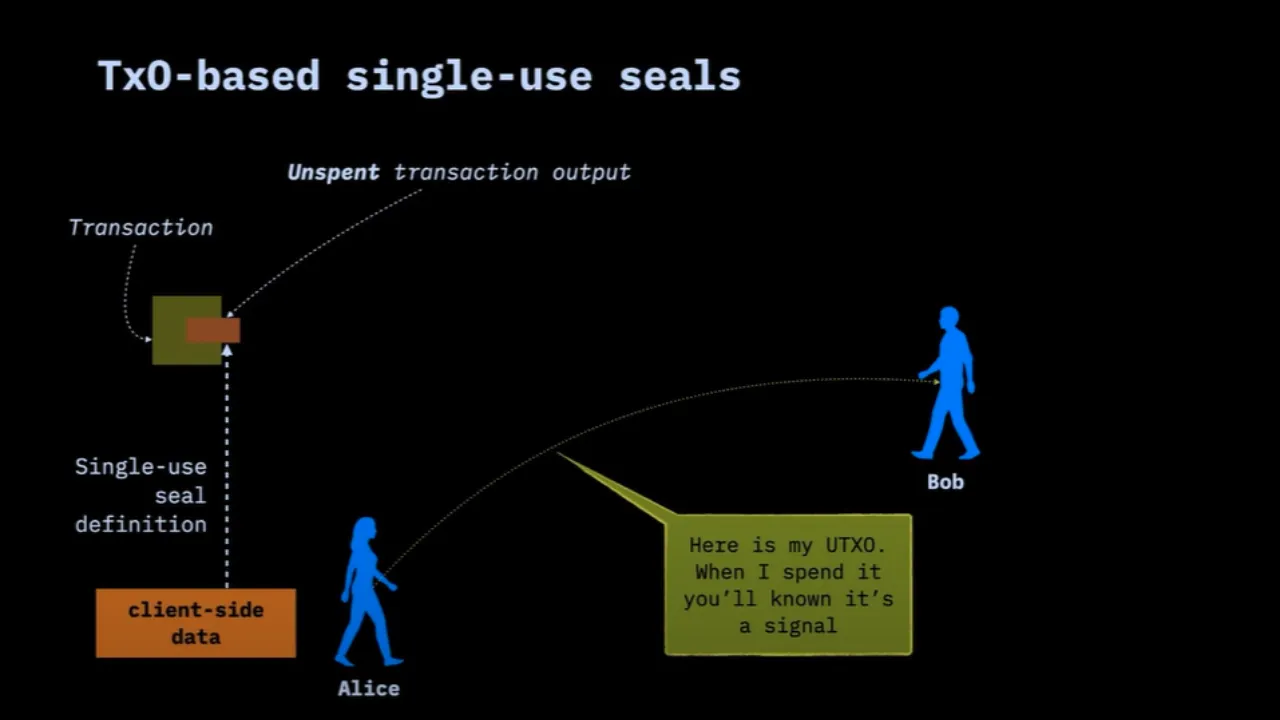 TxO-based single-use seals
Unspent transaction output
Transaction
Single-use
seal
definition
client-side
data
Alice
Bob
Here is my UTXO.
When I spend it
you’ll known it’s
a signal